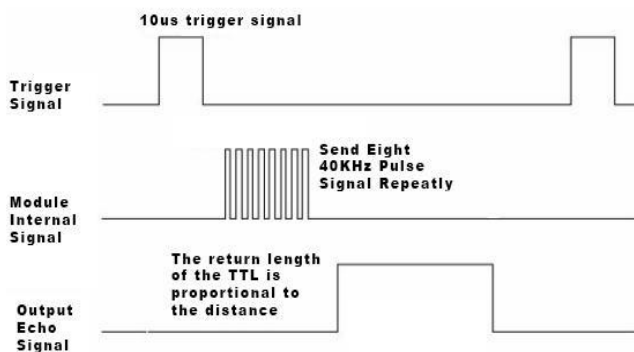 10us trigger signal
Trigger
Signal
Send Eight
40KHz Pulse
Signal Repeatly
Module
Internal
Signal
The return length
of the TTL is
proportional to
the distance
Output
Echo
Signal